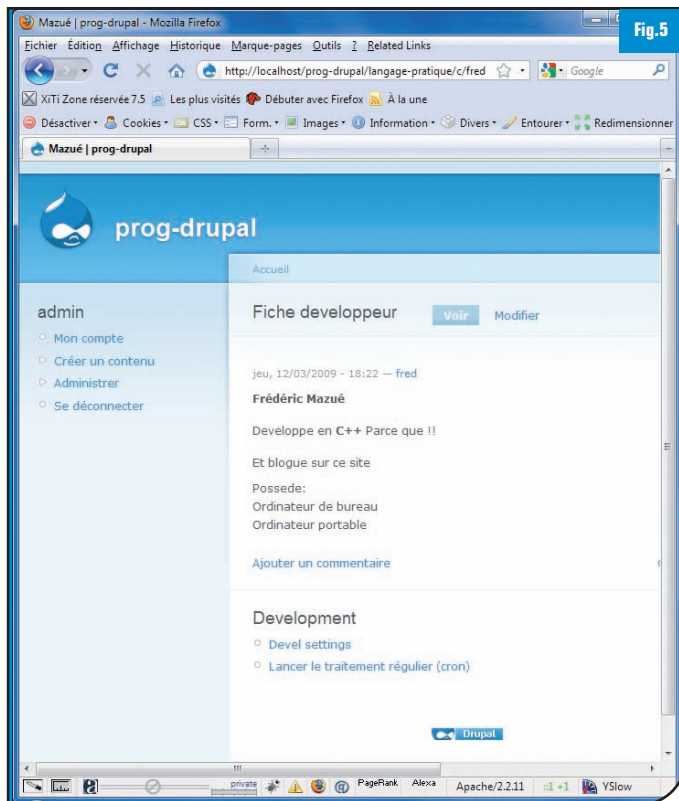 Mazué | prog-drupal - Mozilla Firefox
Fig.5
Fichier Édition Affichage Historique Marque-pages Outils ? Related Links
http://localhost/prog-drupal/langage-pratique/c/fred Google
XiTi Zone réservée 7.5 Les plus visités Débuter avec Firefox À la une
Désactiver Cookies CSS Form. Images Information Divers Entourer Redimensionner
Mazué | prog-drupal
prog-drupal
Accueil
admin
Mon compte
Créer un contenu
Administrer
Se déconnecter
Fiche developpeur Voir Modifier
jeu, 12/03/2009 - 18:22 — fred
Frédéric Mazué
Developpe en C++ Parce que !!
Et blogue sur ce site
Possede:
Ordinateur de bureau
Ordinateur portable
Ajouter un commentaire
Development
Devel settings
Lancer le traitement régulier (cron)
Drupal
private PageRank Alexa Apache/2.2.11 ::1 +1 YSlow